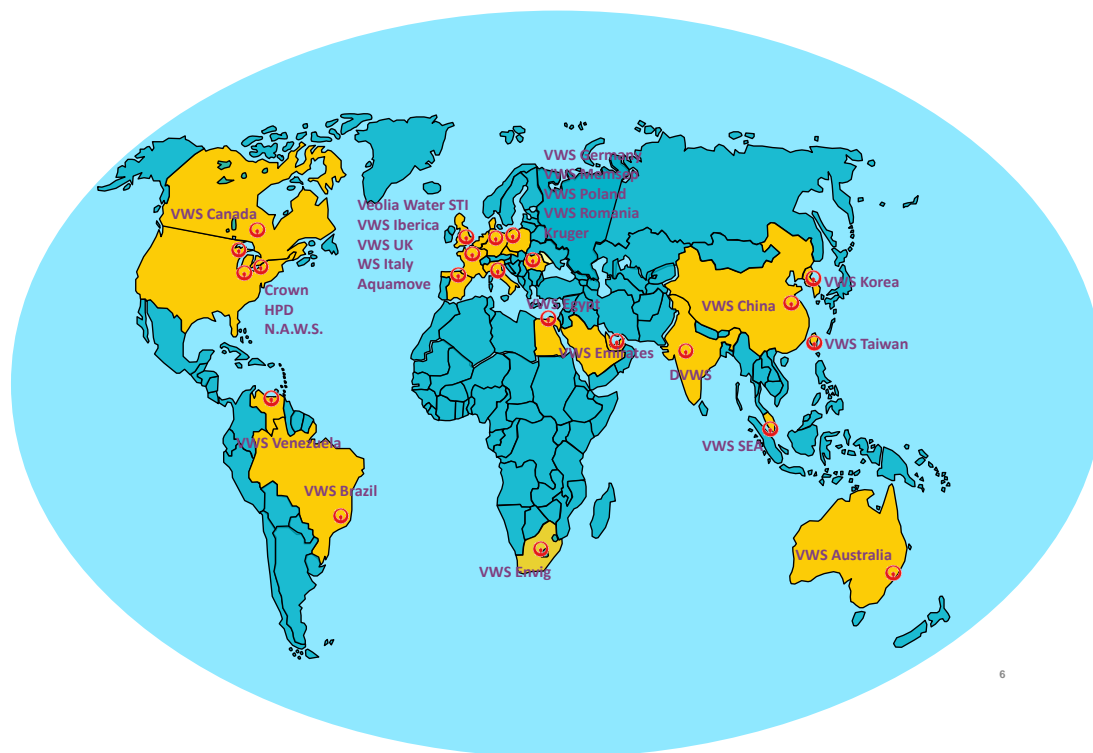 VWS Germany
VWS Memsep
VWS Poland
VWS Romania
Kruger
Veolia Water STI
VWS Iberica
VWS UK
WS Italy
Aquamove
VWS Canada
Crown
HPD
N.A.W.S.
VWS Korea
VWS China
VWS Egypt
VWS Taiwan
VWS Emirates
DVWS
VWS Venezuela
VWS SEA
VWS Brazil
VWS Australia
VWS Envig
6